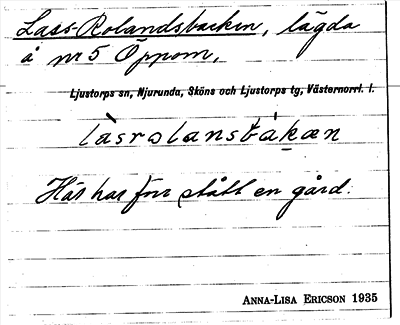 Lass-Rolandsbacken, lägda
å nr 5 Öppom,
Ljustorps sn, Njurunda, Sköns och Ljustorps tg, Västernorrl. l.
làsrɷlansbákæn
Här har förr stått en gård.
ANNA-LISA ERICSON 1935